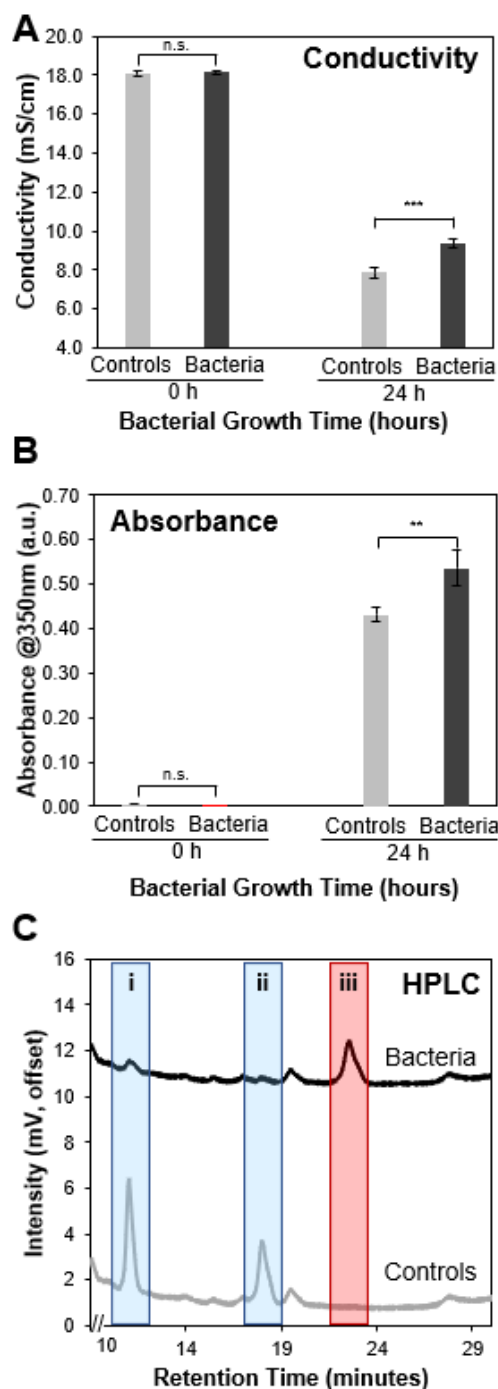 A
Conductivity
Conductivity (mS/cm)
20.0
18.0
16.0
14.0
12.0
10.0
8.0
6.0
4.0
n.s.
***
Controls Bacteria Controls Bacteria
0 h 24 h
Bacterial Growth Time (hours)
B
Absorbance
Absorbance @350nm (a.u.)
0.70
0.60
0.50
0.40
0.30
0.20
0.10
0.00
**
n.s.
Controls Bacteria Controls Bacteria
0 h 24 h
Bacterial Growth Time (hours)
C
i ii iii HPLC
Intensity (mV, offset)
16
14
12
10
8
6
4
2
0
Bacteria
Controls
10 14 19 24 29
Retention Time (minutes)